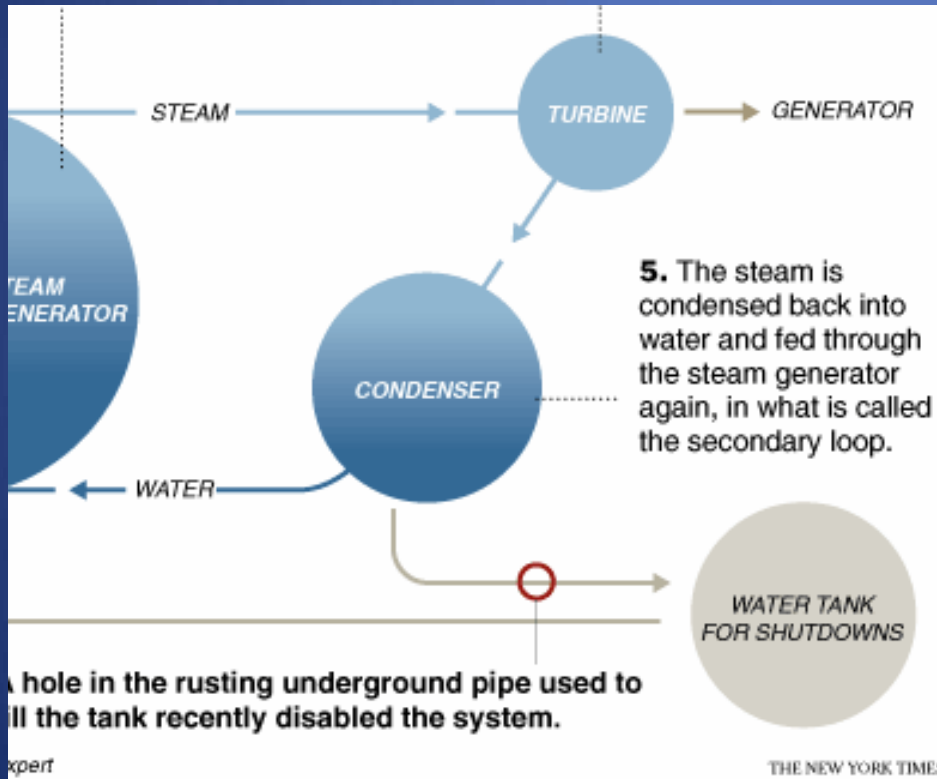 STEAM
TURBINE
GENERATOR
TEAM
ENERATOR
CONDENSER
5. The steam is
condensed back into
water and fed through
the steam generator
again, in what is called
the secondary loop.
WATER
WATER TANK
FOR SHUTDOWNS
A hole in the rusting underground pipe used to
ill the tank recently disabled the system.
xpert
THE NEW YORK TIMES